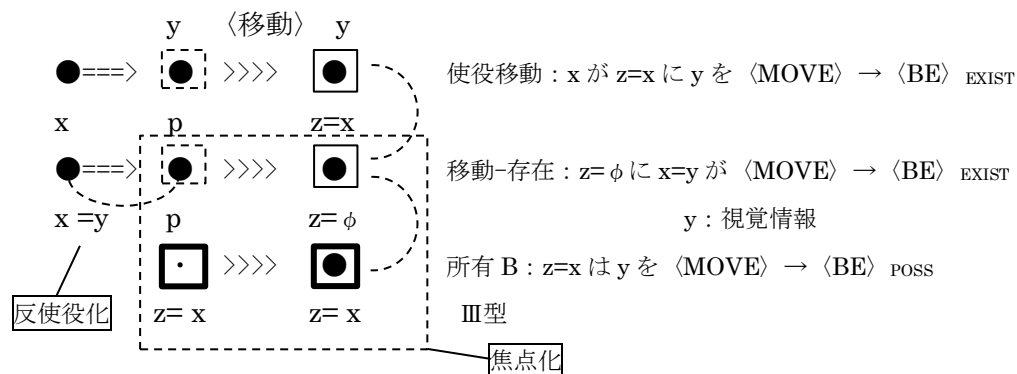 y 〈移動〉 y
●===> ● >>>> ● 使役移動：x が z=x に y を〈MOVE〉→〈BE〉EXIST
x p z=x
●===> ● >>>> ● 移動−存在：z=φに x=y が〈MOVE〉→〈BE〉EXIST
x =y p z=φ y：視覚情報
・ >>>> ● 所有 B：z=x は y を〈MOVE〉→〈BE〉POSS
反使役化 z= x z= x Ⅲ型
焦点化